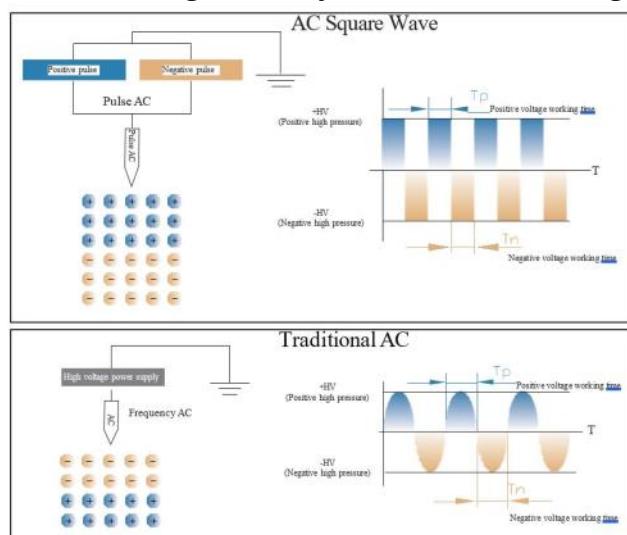 AC Square Wave
Positive pulse
Negative pulse
Pulse AC
Pulse AC
+HV
(Positive high pressure)
Tp
Positive voltage working time
T
-HV
(Negative high pressure)
Tn
Negative voltage working time
Traditional AC
High voltage power supply
Frequency AC
AC
+HV
(Positive high pressure)
Tp
Positive voltage working time
T
-HV
(Negative high pressure)
Tn
Negative voltage working time